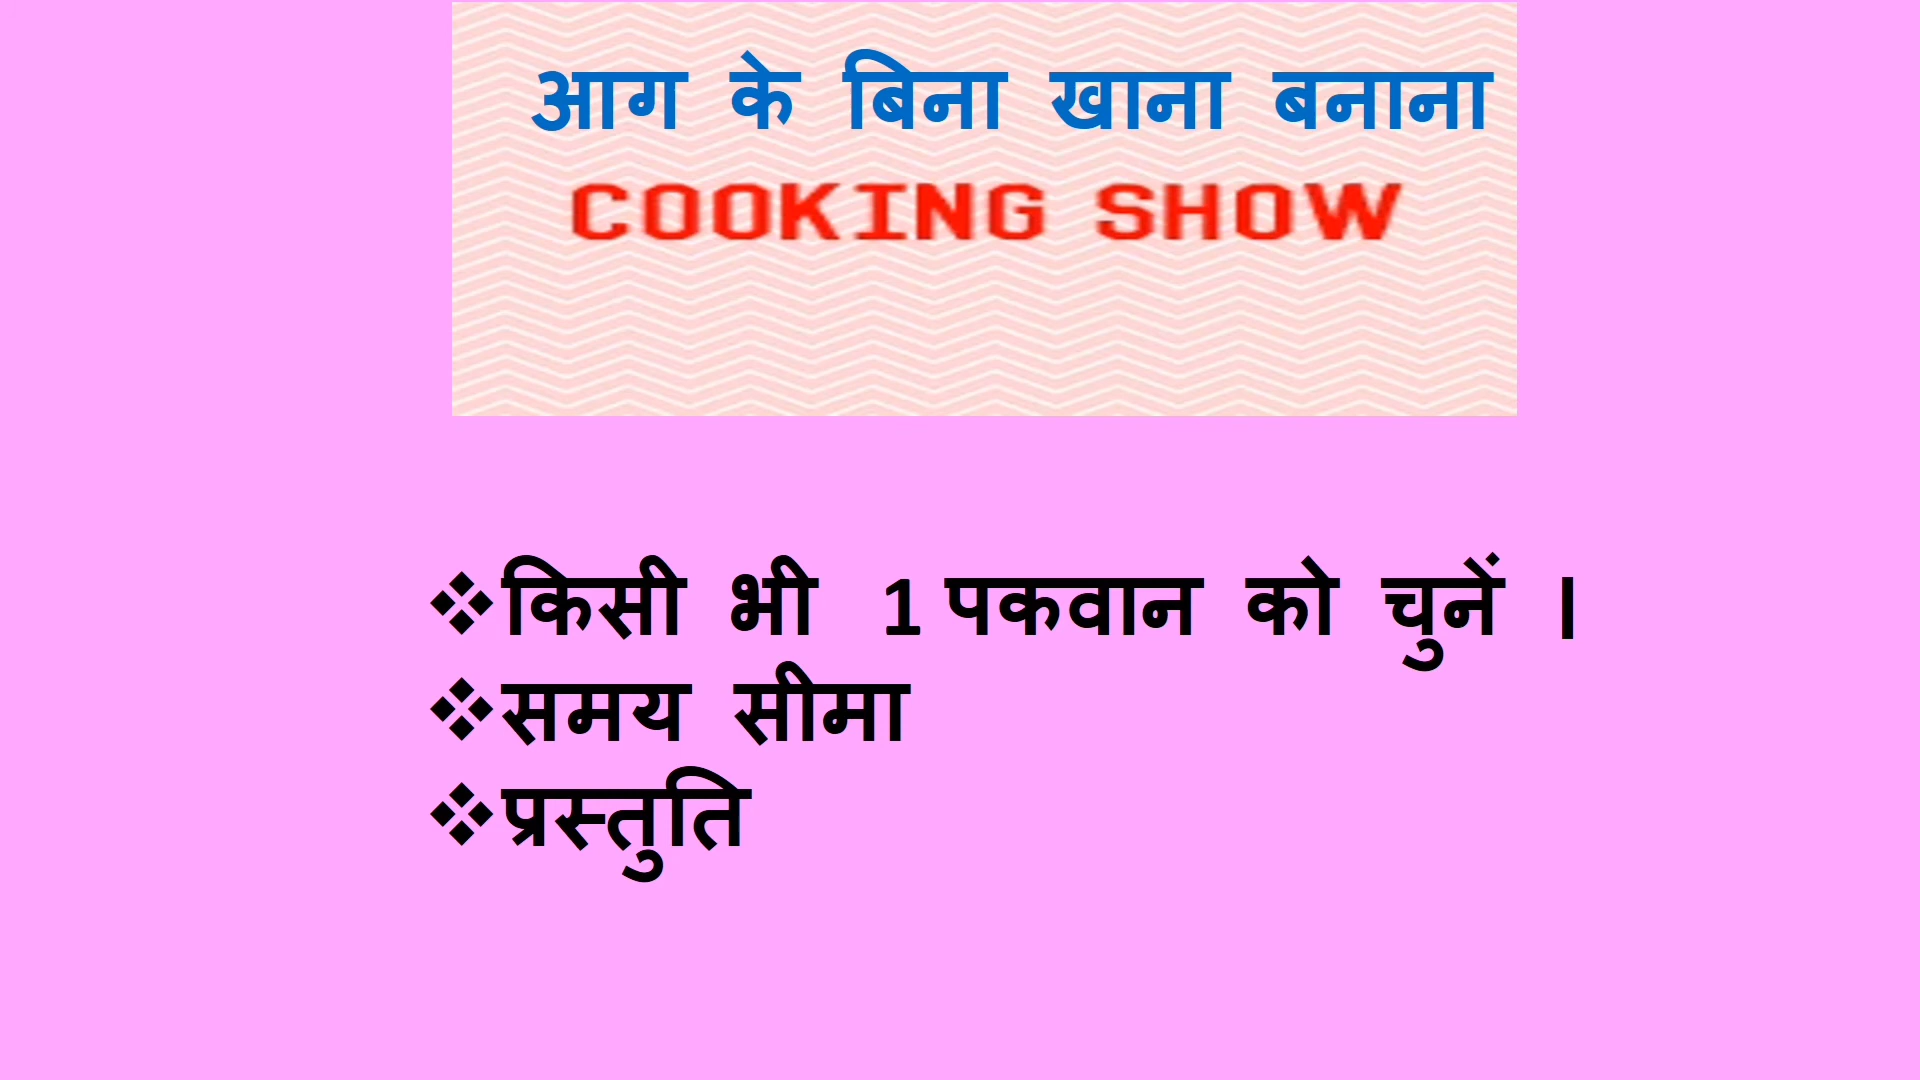 आग के बिना खाना बनाना
COOKING SHOW
❖किसी भी 1 पकवान को चुनें ।
❖समय सीमा
❖प्रस्तुति